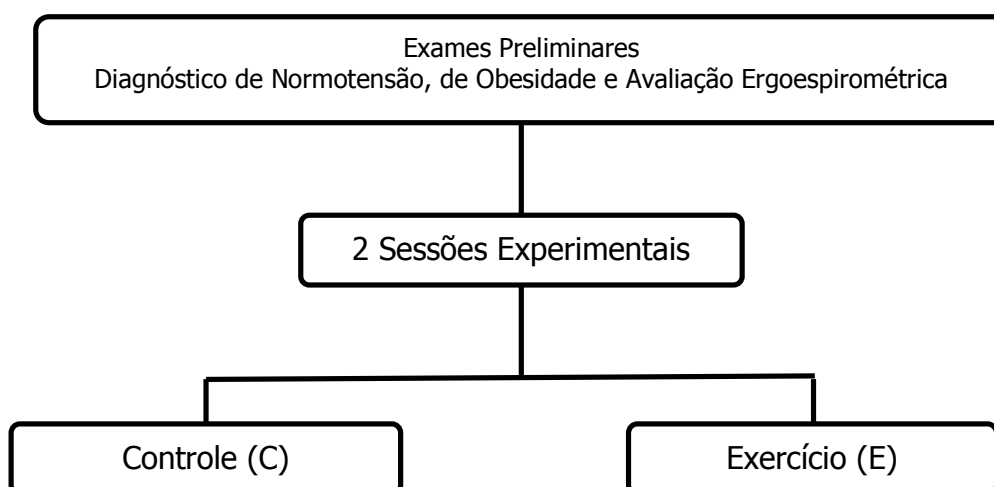 Exames Preliminares
Diagnóstico de Normotensão, de Obesidade e Avaliação Ergoespirométrica
2 Sessões Experimentais
Controle (C)
Exercício (E)